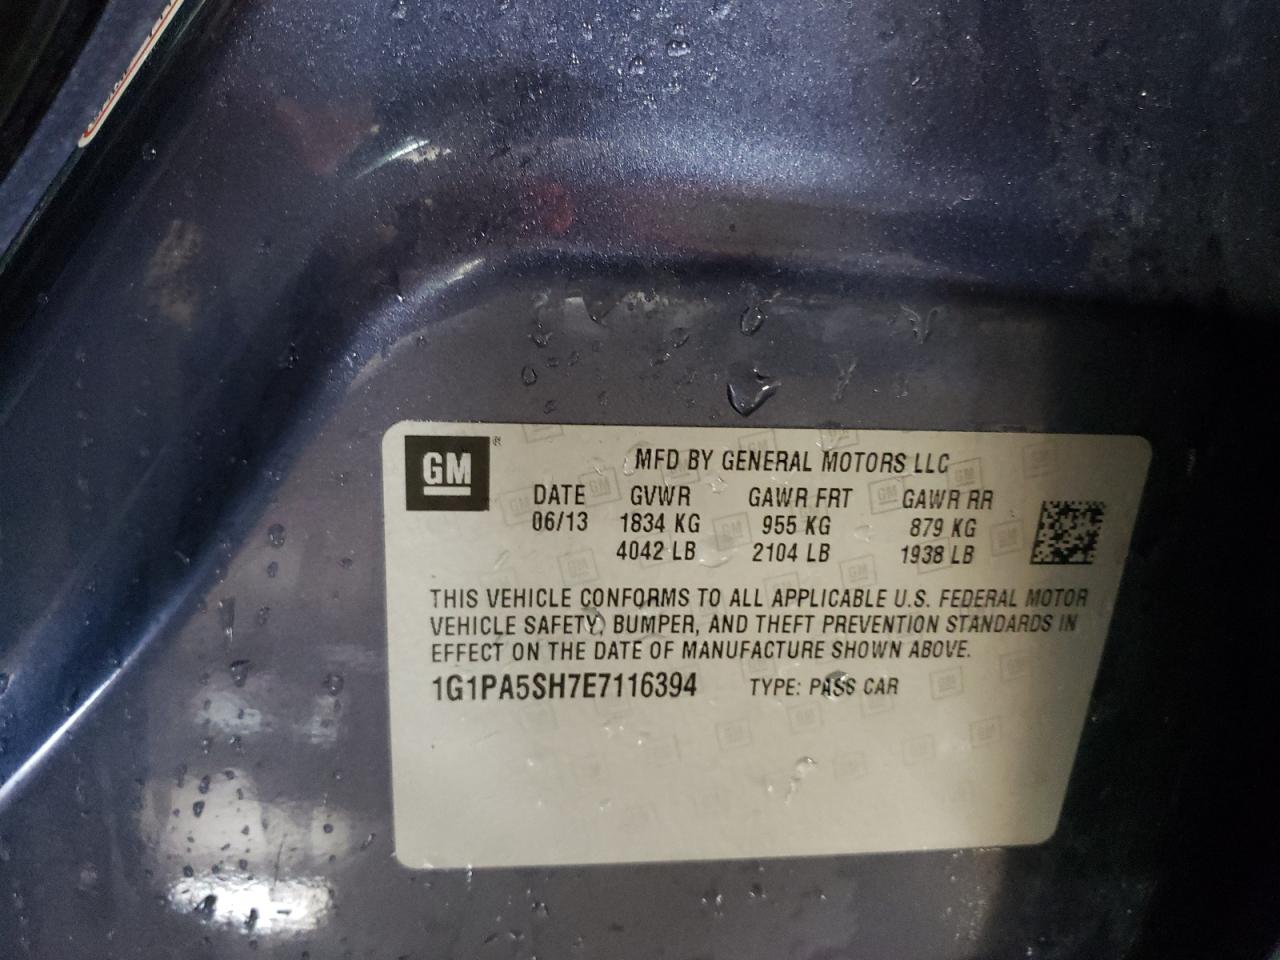 GM®
MFD BY GENERAL MOTORS LLC
DATE GVWR GAWR FRT GAWR RR
06/13 1834 KG 955 KG 879 KG
4042 LB 2104 LB 1938 LB
THIS VEHICLE CONFORMS TO ALL APPLICABLE U.S. FEDERAL MOTOR
VEHICLE SAFETY, BUMPER, AND THEFT PREVENTION STANDARDS IN
EFFECT ON THE DATE OF MANUFACTURE SHOWN ABOVE.
1G1PA5SH7E7116394 TYPE: PASS CAR